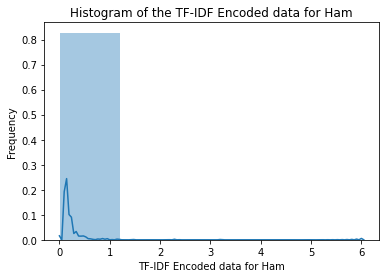 Histogram of the TF-IDF Encoded data for Ham
Frequency
0.8
0.7
0.6
0.5
0.4
0.3
0.2
0.1
0.0
0 1 2 3 4 5 6
TF-IDF Encoded data for Ham